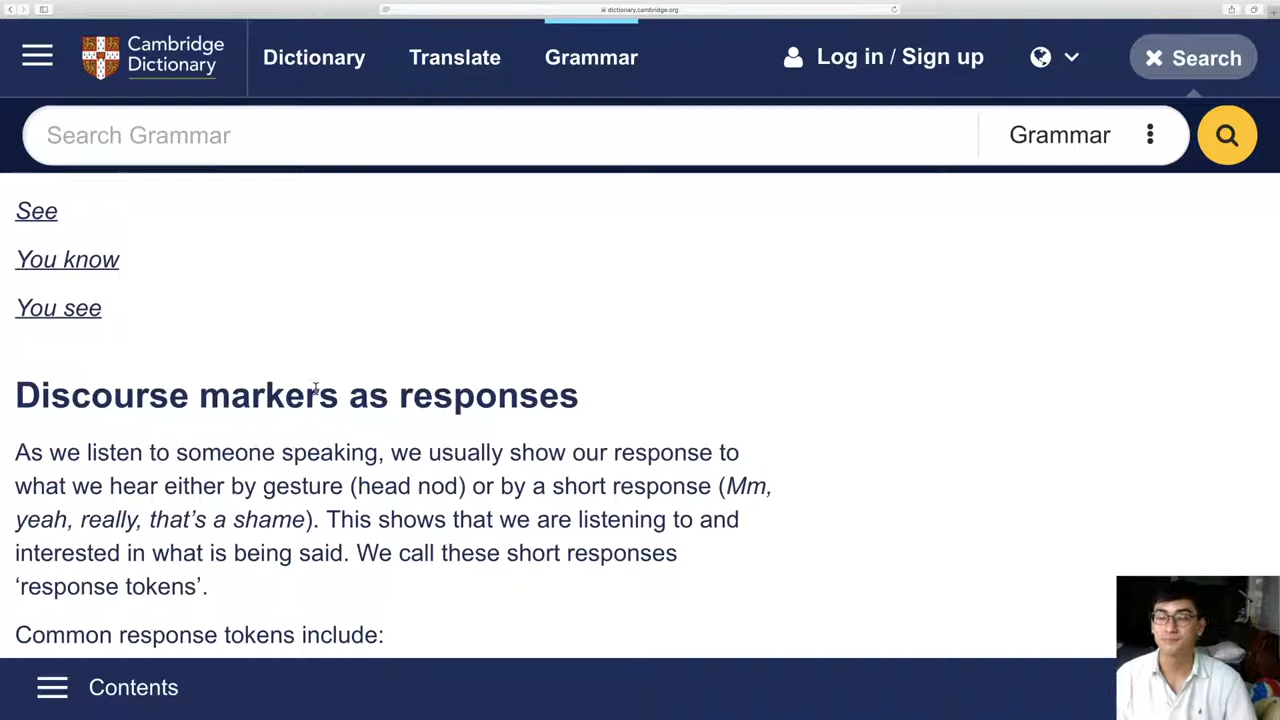 dictionary.cambridge.org
Cambridge
Dictionary
Dictionary
Translate
Grammar
Log in / Sign up
Search
Search Grammar
Grammar
See
You know
You see
Discourse markers as responses
As we listen to someone speaking, we usually show our response to
what we hear either by gesture (head nod) or by a short response (Mm,
yeah, really, that’s a shame). This shows that we are listening to and
interested in what is being said. We call these short responses
‘response tokens’.
Common response tokens include:
Contents